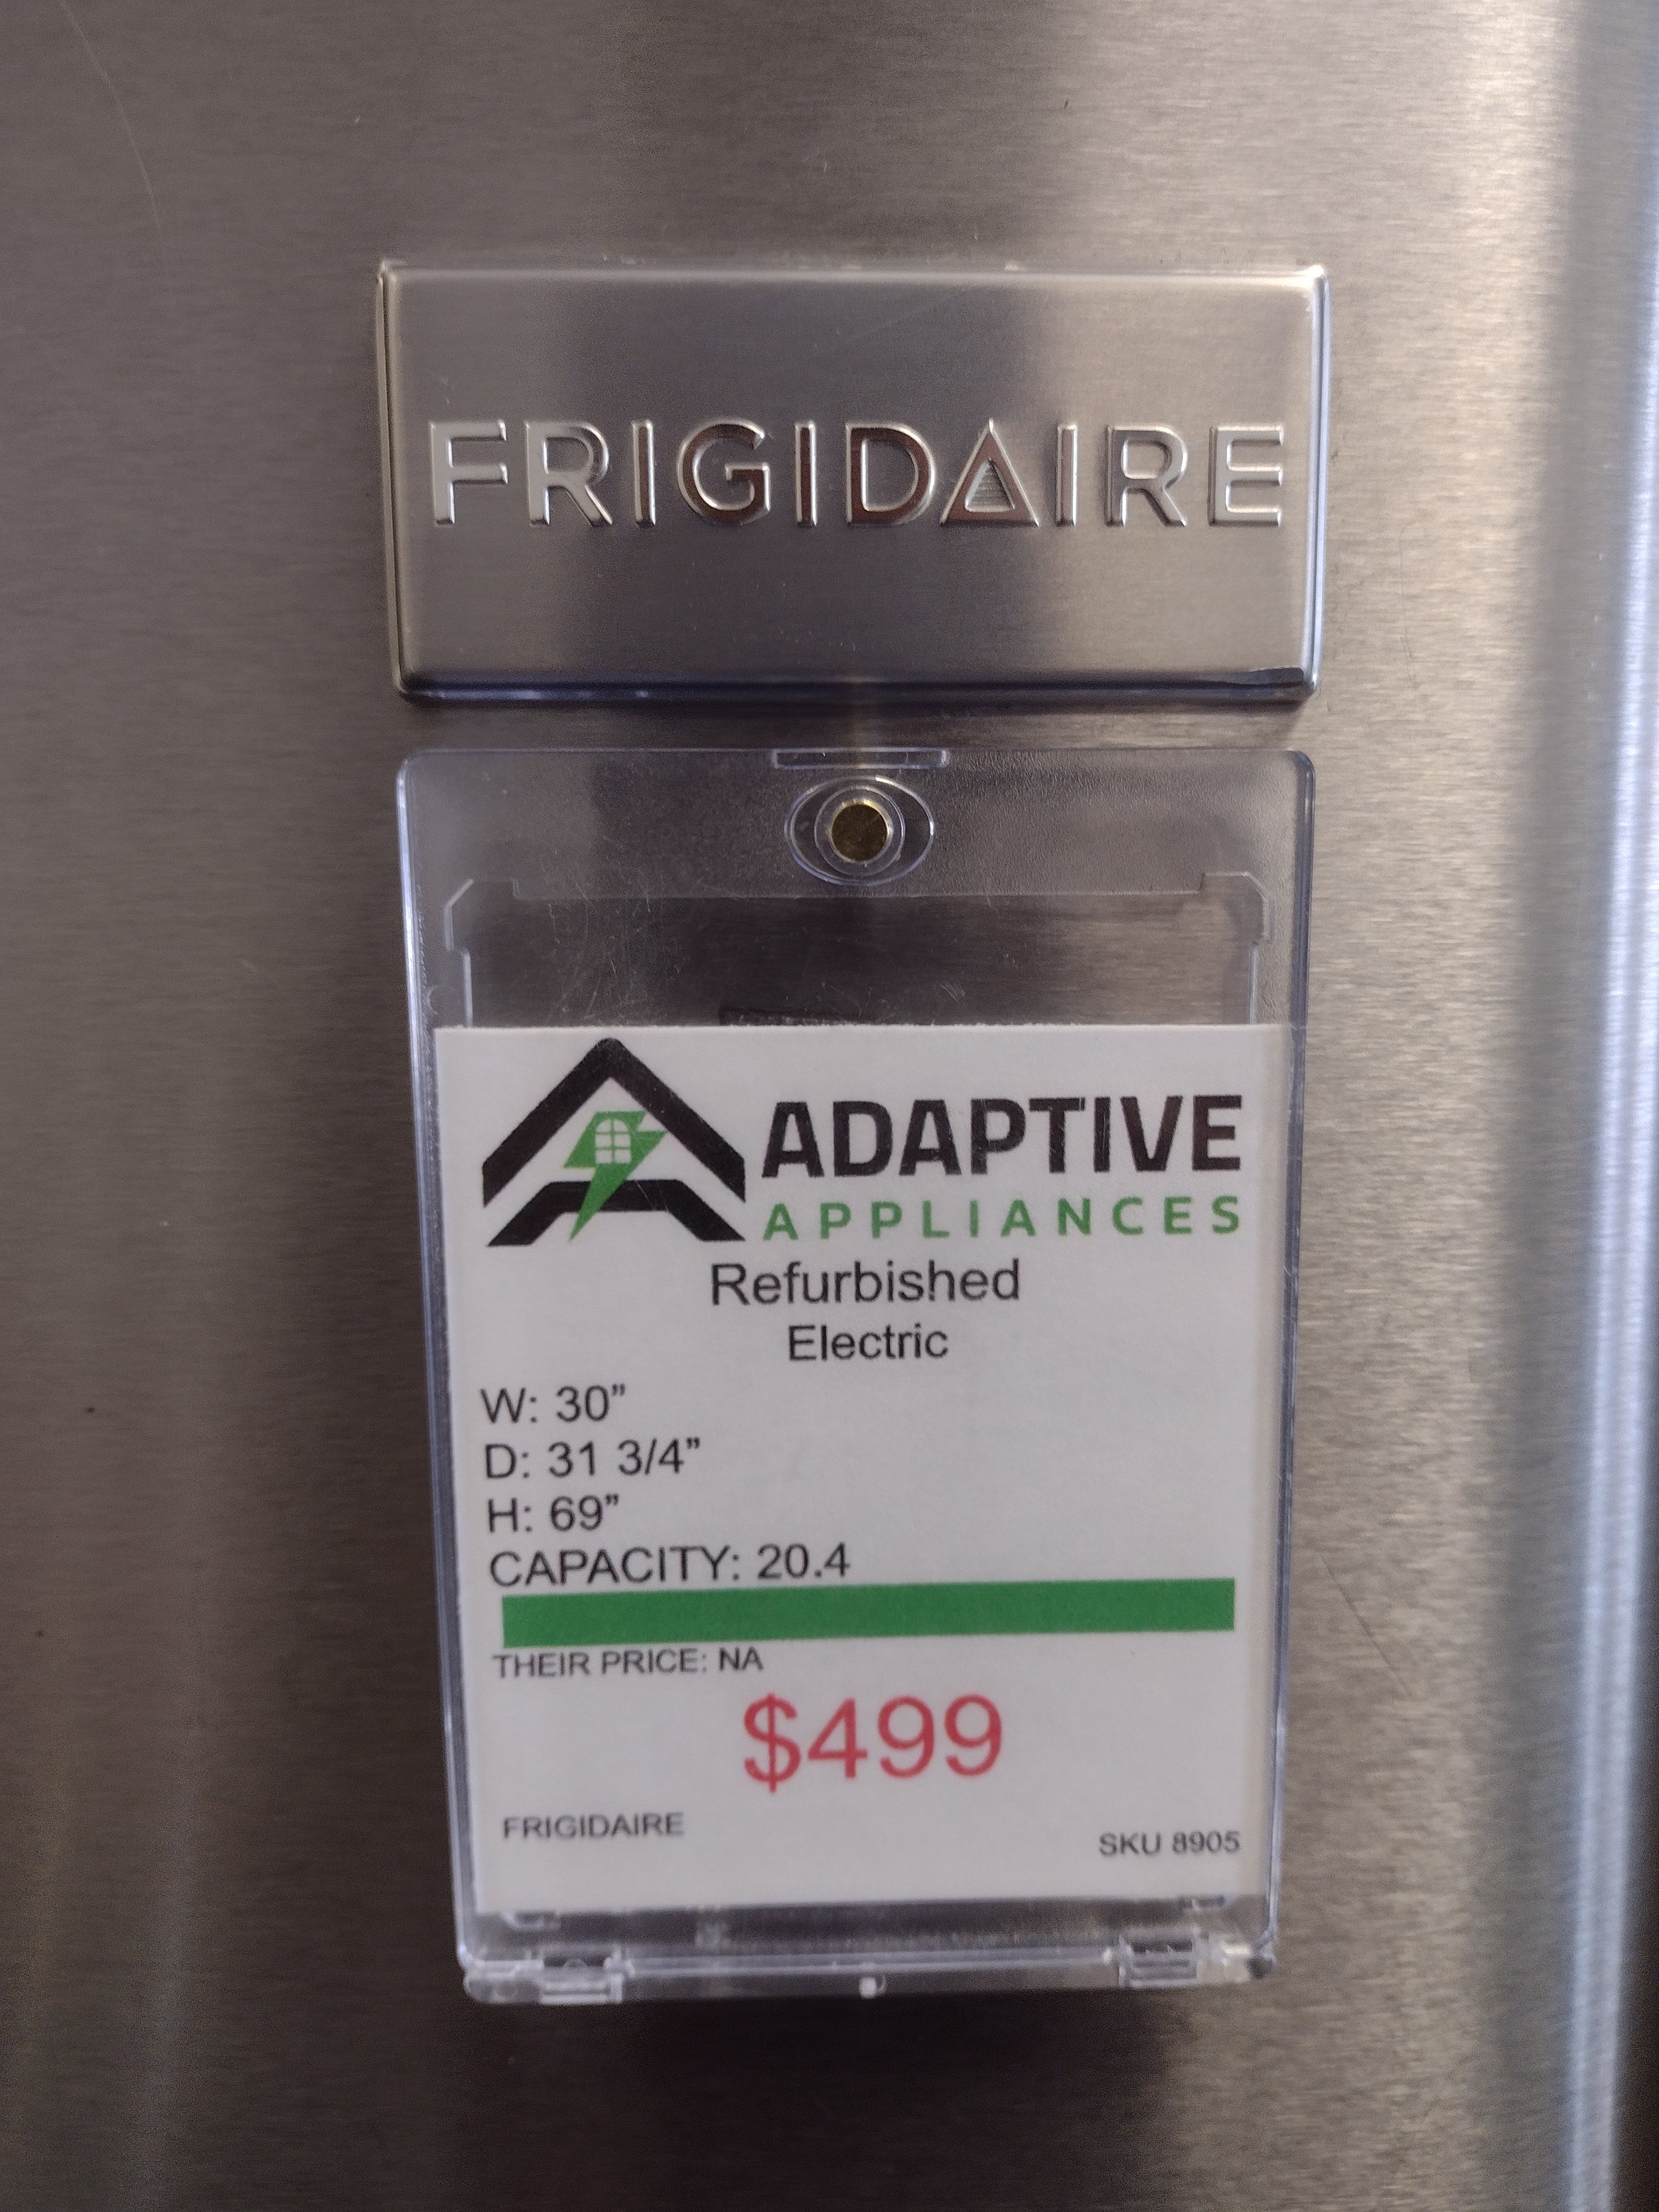 FRIGIDAIRE
ADAPTIVE
APPLIANCES
Refurbished
Electric
W: 30”
D: 31 3/4”
H: 69”
CAPACITY: 20.4
THEIR PRICE: NA
$499
FRIGIDAIRE
SKU 8905